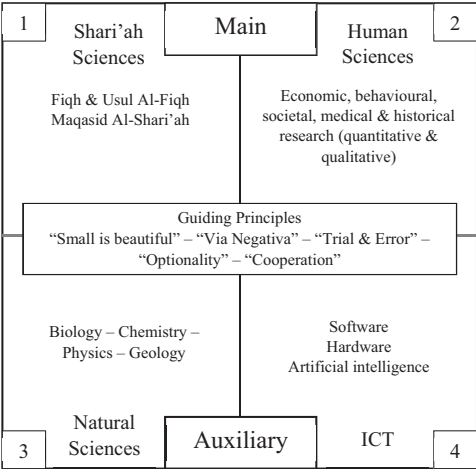 1
Shari’ah
Sciences
Main
Human
Sciences
2
Fiqh & Usul Al-Fiqh
Maqasid Al-Shari’ah
Economic, behavioural,
societal, medical & historical
research (quantitative &
qualitative)
Guiding Principles
“Small is beautiful” – “Via Negativa” – “Trial & Error” –
“Optionality” – “Cooperation”
Biology – Chemistry –
Physics – Geology
Software
Hardware
Artificial intelligence
3
Natural
Sciences
Auxiliary
ICT
4